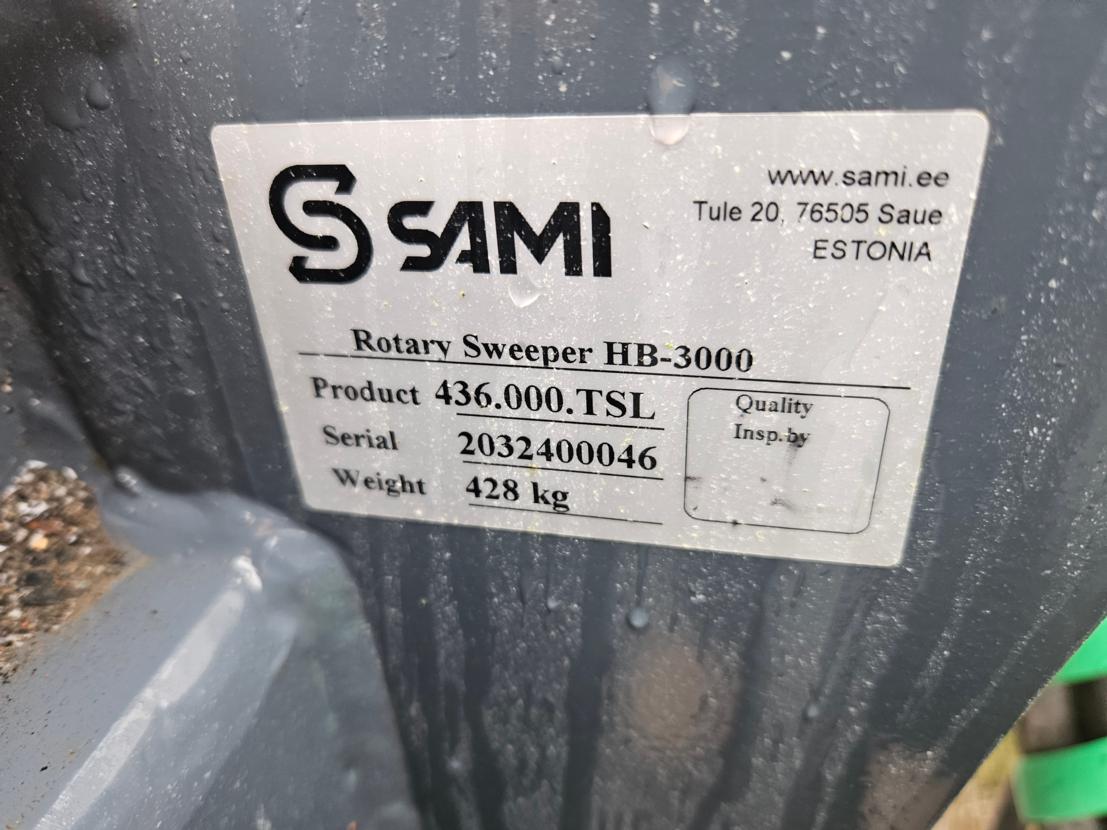 SAMI
www.sami.ee
Tule 20, 76505 Saue
ESTONIA
Rotary Sweeper HB-3000
Product 436.000.TSL
Serial 2032400046
Weight 428 kg
Quality
Insp.by